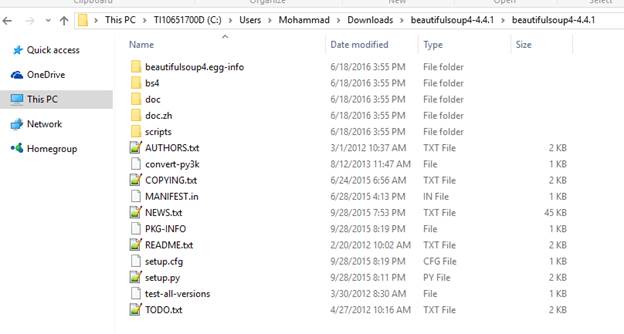 Clipboard Organize New Open Select
This PC > TI10651700D (C:) > Users > Mohammad > Downloads > beautifulsoup4-4.4.1 > beautifulsoup4-4.4.1
Name Date modified Type Size
Quick access
OneDrive
This PC
Network
Homegroup
beautifulsoup4.egg-info 6/18/2016 3:55 PM File folder
bs4 6/18/2016 3:55 PM File folder
doc 6/18/2016 3:55 PM File folder
doc.zh 6/18/2016 3:55 PM File folder
scripts 6/18/2016 3:55 PM File folder
AUTHORS.txt 3/1/2012 10:37 AM TXT File 2 KB
convert-py3k 8/12/2013 11:47 AM File 1 KB
COPYING.txt 6/24/2015 6:56 AM TXT File 2 KB
MANIFEST.in 6/28/2015 4:13 PM IN File 1 KB
NEWS.txt 9/28/2015 7:53 PM TXT File 45 KB
PKG-INFO 9/28/2015 8:19 PM File 1 KB
README.txt 2/20/2012 10:02 AM TXT File 2 KB
setup.cfg 9/28/2015 8:19 PM CFG File 1 KB
setup.py 9/28/2015 8:11 PM PY File 2 KB
test-all-versions 3/30/2012 8:30 AM File 1 KB
TODO.txt 4/27/2012 10:16 AM TXT File 2 KB